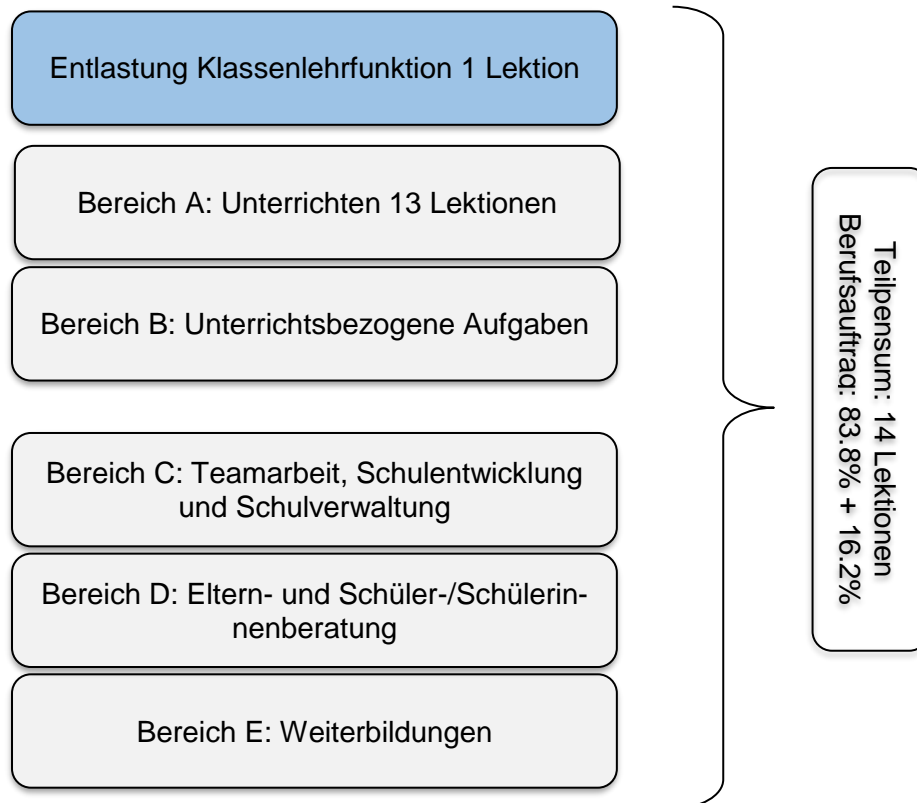 Entlastung Klassenlehrfunktion 1 Lektion
Bereich A: Unterrichten 13 Lektionen
Bereich B: Unterrichtsbezogene Aufgaben
Bereich C: Teamarbeit, Schulentwicklung
und Schulverwaltung
Bereich D: Eltern- und Schüler-/Schülerin-
nenberatung
Bereich E: Weiterbildungen
Teilpensum: 14 Lektionen
Berufsauftrag: 83.8% + 16.2%